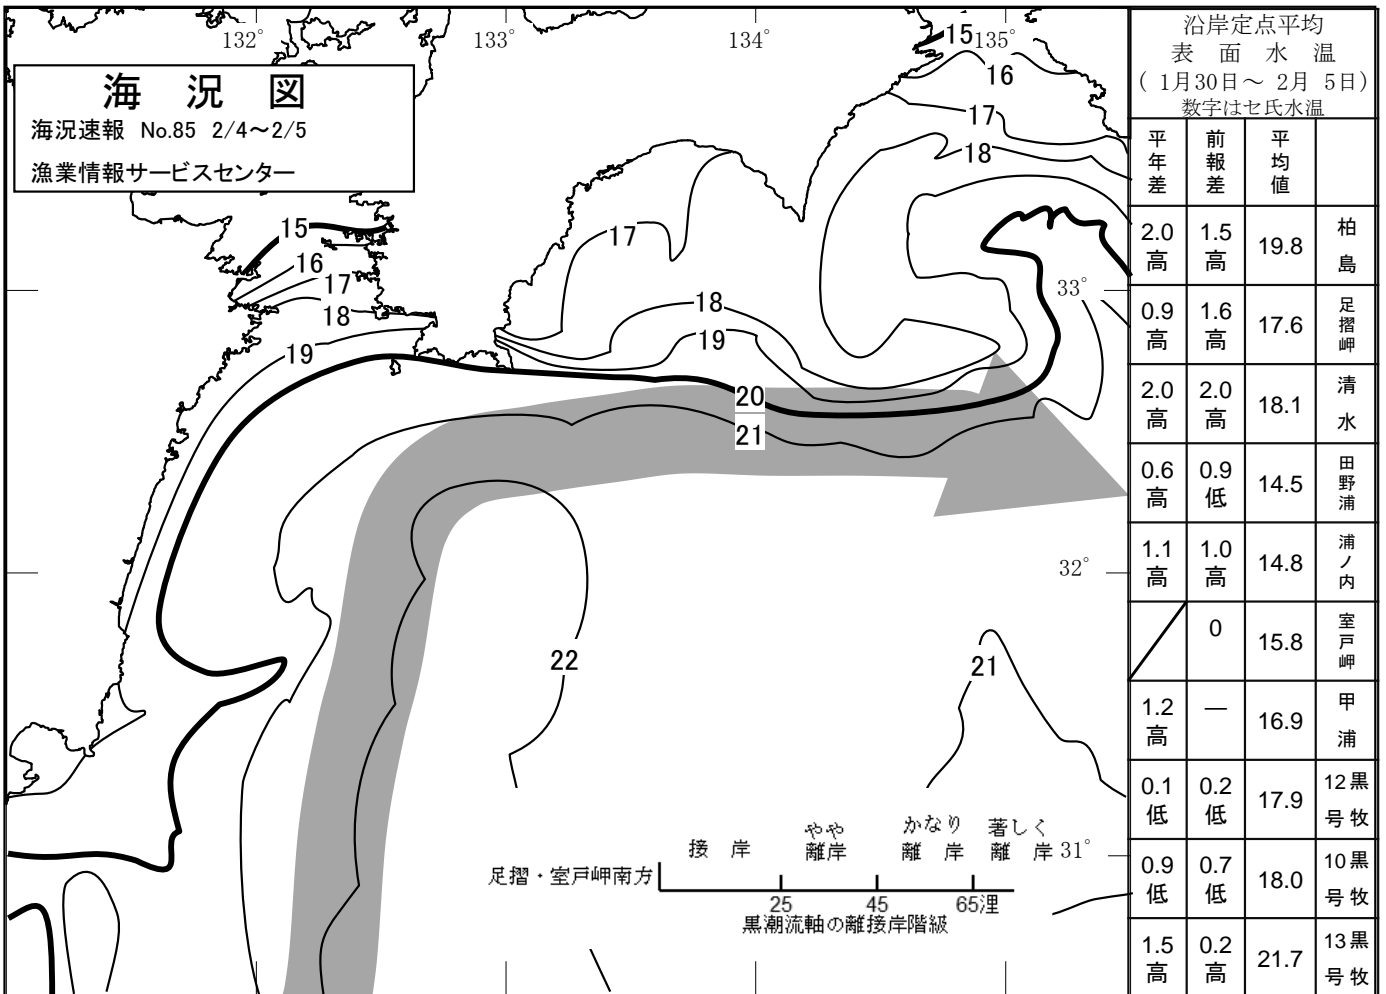 海 況 図
海況速報 No.85 2/4～2/5
漁業情報サービスセンター
132°
133°
134°
135°
15
16
17
18
15
16
17
18
19
17
18
19
20
21
22
21
33°
32°
31°
接 岸
やや
離岸
かなり
離 岸
著しく
離 岸
足摺・室戸岬南方
25
45
65浬
黒潮流軸の離接岸階級
沿岸定点平均
表 面 水 温
( 1月30日～ 2月 5日)
数字はセ氏水温
平年差 前報差 平均値
2.0高 1.5高 19.8 柏島
0.9高 1.6高 17.6 足摺岬
2.0高 2.0高 18.1 清水
0.6高 0.9低 14.5 田野浦
1.1高 1.0高 14.8 浦ノ内
0 15.8 室戸岬
1.2高 — 16.9 甲浦
0.1低 0.2低 17.9 黒牧12号
0.9低 0.7低 18.0 黒牧10号
1.5高 0.2高 21.7 黒牧13号